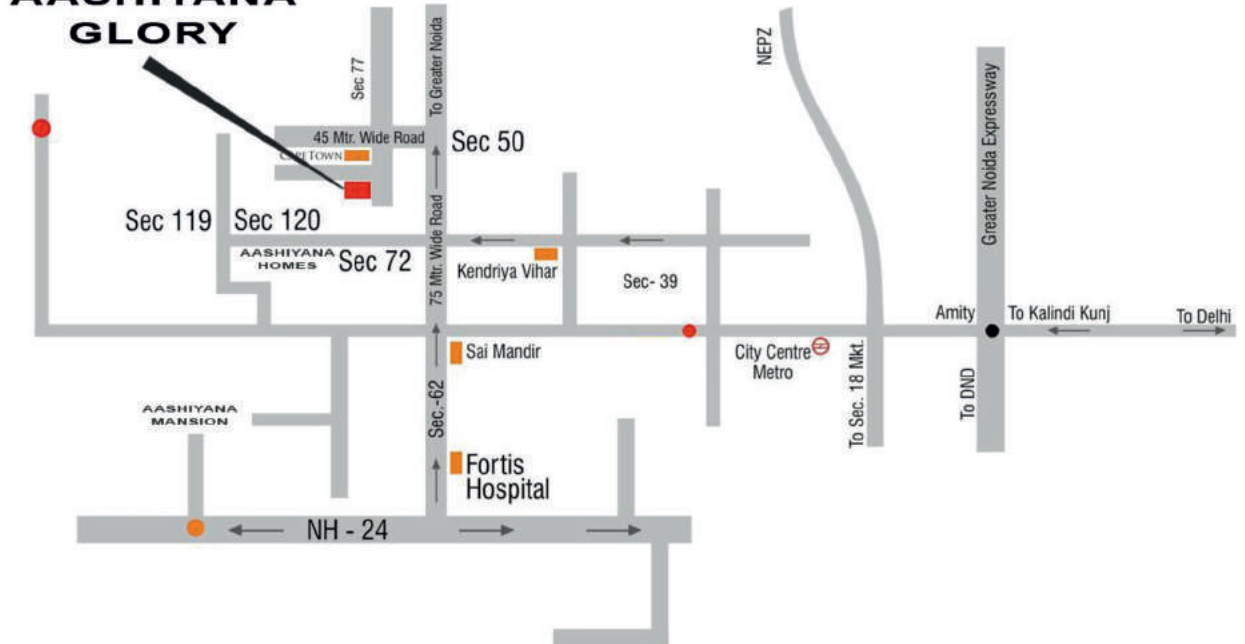 AASHIYANA
GLORY
Sec 77
To Greater Noida
NEPZ
Greater Noida Expressway
45 Mtr. Wide Road
Sec 50
CAPE TOWN
Sec 119
Sec 120
75 Mtr. Wide Road
AASHIYANA
HOMES
Sec 72
Kendriya Vihar
Sec- 39
Amity
To Kalindi Kunj
To Delhi
Sai Mandir
City Centre
Metro
To Sec. 18 Mkt.
To DND
Sec.-62
AASHIYANA
MANSION
Fortis
Hospital
NH - 24